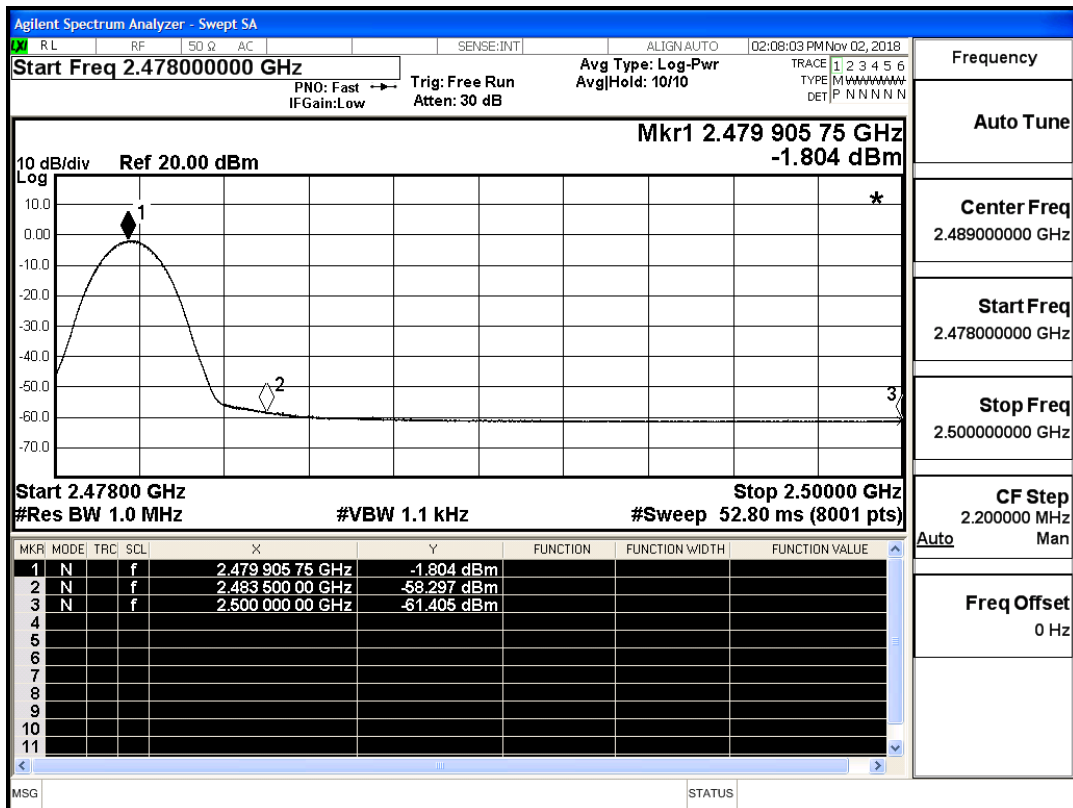 Agilent Spectrum Analyzer - Swept SA
LXI RL RF 50 Ω AC SENSE:INT ALIGN AUTO 02:08:03 PM Nov 02, 2018
Start Freq 2.478000000 GHz
PNO: Fast
IFGain:Low
Trig: Free Run
Atten: 30 dB
Avg Type: Log-Pwr
Avg|Hold: 10/10
TRACE 1 2 3 4 5 6
TYPE M
DET P N N N N N
Mkr1 2.479 905 75 GHz
-1.804 dBm
10 dB/div Ref 20.00 dBm
Log
10.0
0.00
-10.0
-20.0
-30.0
-40.0
-50.0
-60.0
-70.0
1
2
3
*
Start 2.47800 GHz Stop 2.50000 GHz
#Res BW 1.0 MHz #VBW 1.1 kHz #Sweep 52.80 ms (8001 pts)
MKR MODE TRC SCL X Y FUNCTION FUNCTION WIDTH FUNCTION VALUE
1 N f 2.479 905 75 GHz -1.804 dBm
2 N f 2.483 500 00 GHz -58.297 dBm
3 N f 2.500 000 00 GHz -61.405 dBm
4
5
6
7
8
9
10
11
MSG STATUS
Frequency
Auto Tune
Center Freq
2.489000000 GHz
Start Freq
2.478000000 GHz
Stop Freq
2.500000000 GHz
CF Step
2.200000 MHz
Auto Man
Freq Offset
0 Hz